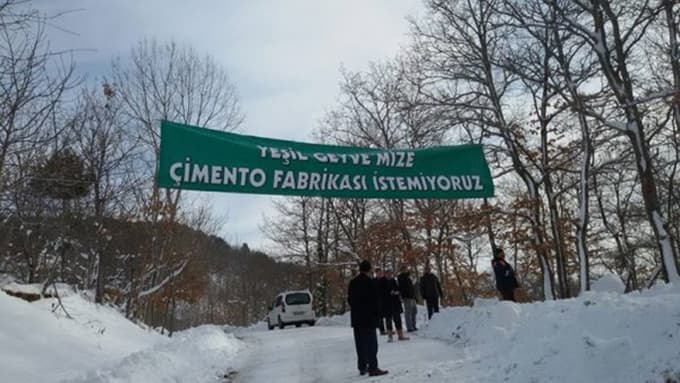 YEŞİL GEYVE MİZE
ÇİMENTO FABRİKASI İSTEMİYORUZ